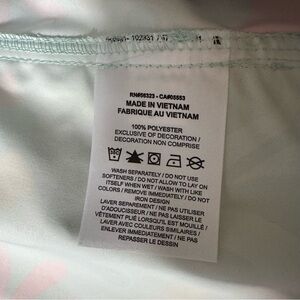 RN#56323 - CA#05553
MADE IN VIETNAM
FABRIQUE AU VIETNAM
100% POLYESTER
EXCLUSIVE OF DECORATION /
DECORATION NON COMPRISE
WASH SEPARATELY / DO NOT USE
SOFTENERS / DO NOT ALLOW TO LAY ON
ITSELF WHEN WET / WASH WITH LIKE
COLORS / REMOVE IMMEDIATELY / DO NOT
IRON DESIGN
LAVER SEPAREMENT / NE PAS UTILISER
D'ADOUCISSEUR / NE PAS LAISSER LE
VÊTEMENT PLIÉ LORSQU'IL EST MOUILLÉ /
LAVER AVEC COULEURS SIMILAIRES /
ENLEVER IMMEDIATEMENT / NE PAS
REPASSER LE DESSIN